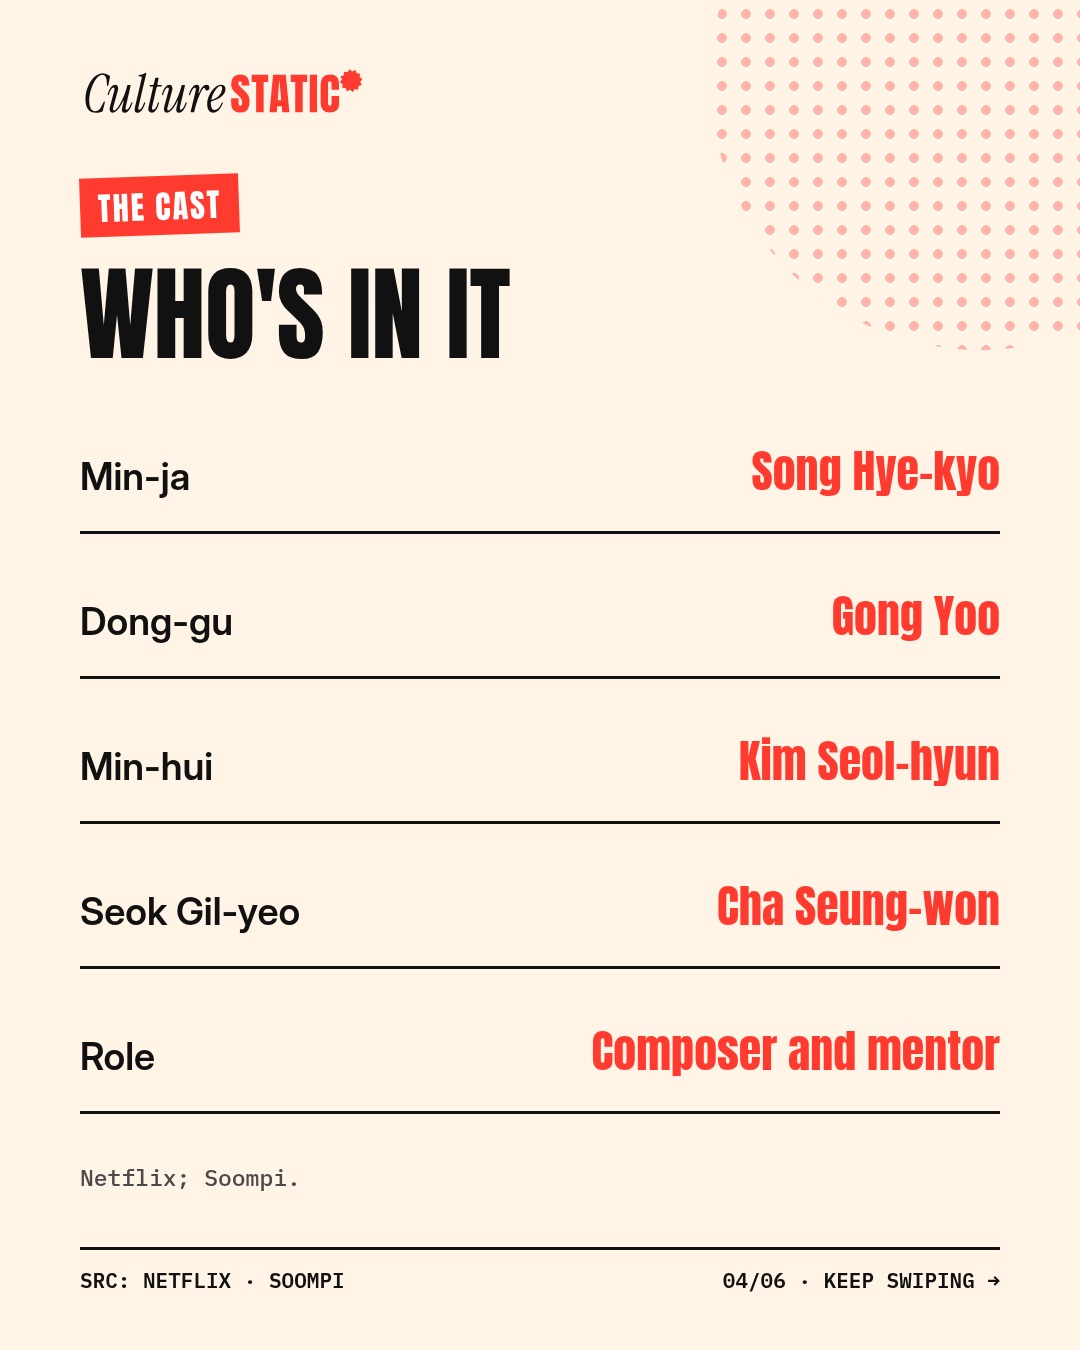 Culture STATIC
THE CAST
WHO'S IN IT
Min-ja Song Hye-kyo
Dong-gu Gong Yoo
Min-hui Kim Seol-hyun
Seok Gil-yeo Cha Seung-won
Role Composer and mentor
Netflix; Soompi.
SRC: NETFLIX · SOOMPI 04/06 · KEEP SWIPING →